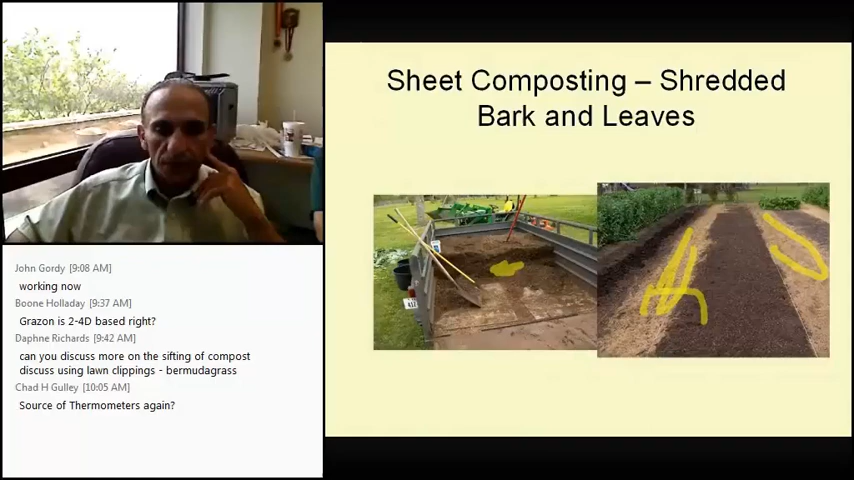 Sheet Composting – Shredded
Bark and Leaves
John Gordy [9:08 AM]
working now
Boone Holladay [9:37 AM]
Grazon is 2-4D based right?
Daphne Richards [9:42 AM]
can you discuss more on the sifting of compost
discuss using lawn clippings - bermudagrass
Chad H Gulley [10:05 AM]
Source of Thermometers again?